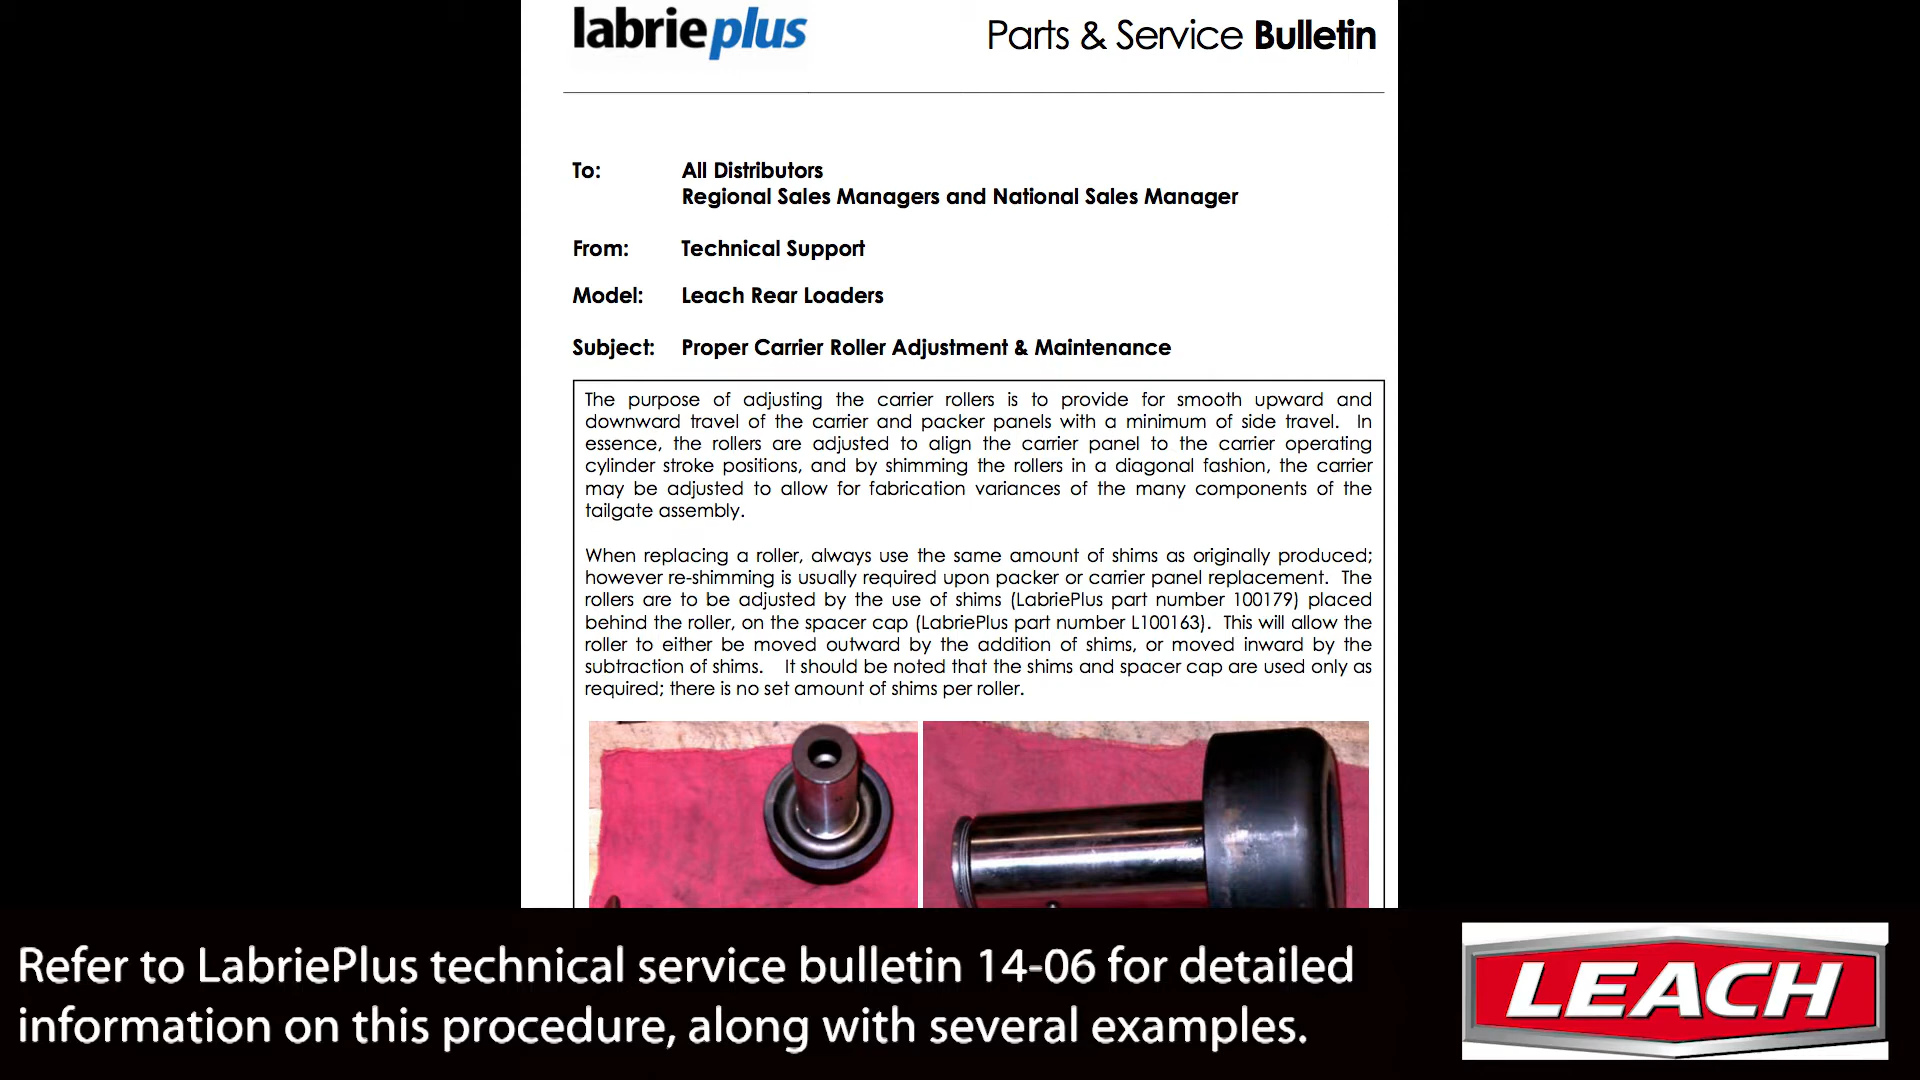 labrieplus
Parts & Service Bulletin
To: All Distributors
Regional Sales Managers and National Sales Manager
From: Technical Support
Model: Leach Rear Loaders
Subject: Proper Carrier Roller Adjustment & Maintenance
The purpose of adjusting the carrier rollers is to provide for smooth upward and
downward travel of the carrier and packer panels with a minimum of side travel. In
essence, the rollers are adjusted to align the carrier panel to the carrier operating
cylinder stroke positions, and by shimming the rollers in a diagonal fashion, the carrier
may be adjusted to allow for fabrication variances of the many components of the
tailgate assembly.
When replacing a roller, always use the same amount of shims as originally produced;
however re-shimming is usually required upon packer or carrier panel replacement. The
rollers are to be adjusted by the use of shims (LabriePlus part number 100179) placed
behind the roller, on the spacer cap (LabriePlus part number L100163). This will allow the
roller to either be moved outward by the addition of shims, or moved inward by the
subtraction of shims. It should be noted that the shims and spacer cap are used only as
required; there is no set amount of shims per roller.
Refer to LabriePlus technical service bulletin 14-06 for detailed
information on this procedure, along with several examples.
LEACH